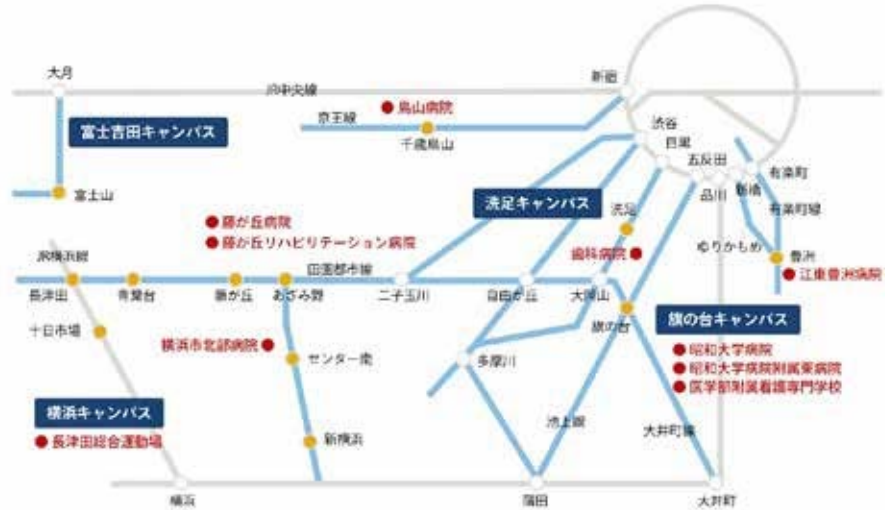 大月
新宿
JR中央線
烏山病院
京王線
渋谷
富士吉田キャンパス
千歳烏山
目黒
五反田
有楽町
富士山
洗足キャンパス
品川
新橋
洗足
有楽町線
藤が丘病院
藤が丘リハビリテーション病院
ゆりかもめ
豊洲
JR横浜線
田園都市線
歯科病院
江東豊洲病院
長津田
青葉台
藤が丘
あざみ野
二子玉川
自由が丘
大岡山
旗の台キャンパス
十日市場
旗の台
横浜市北部病院
センター南
多摩川
昭和大学病院
昭和大学病院附属東病院
医学部附属看護専門学校
横浜キャンパス
池上線
大井町線
長津田総合運動場
新横浜
横浜
蒲田
大井町